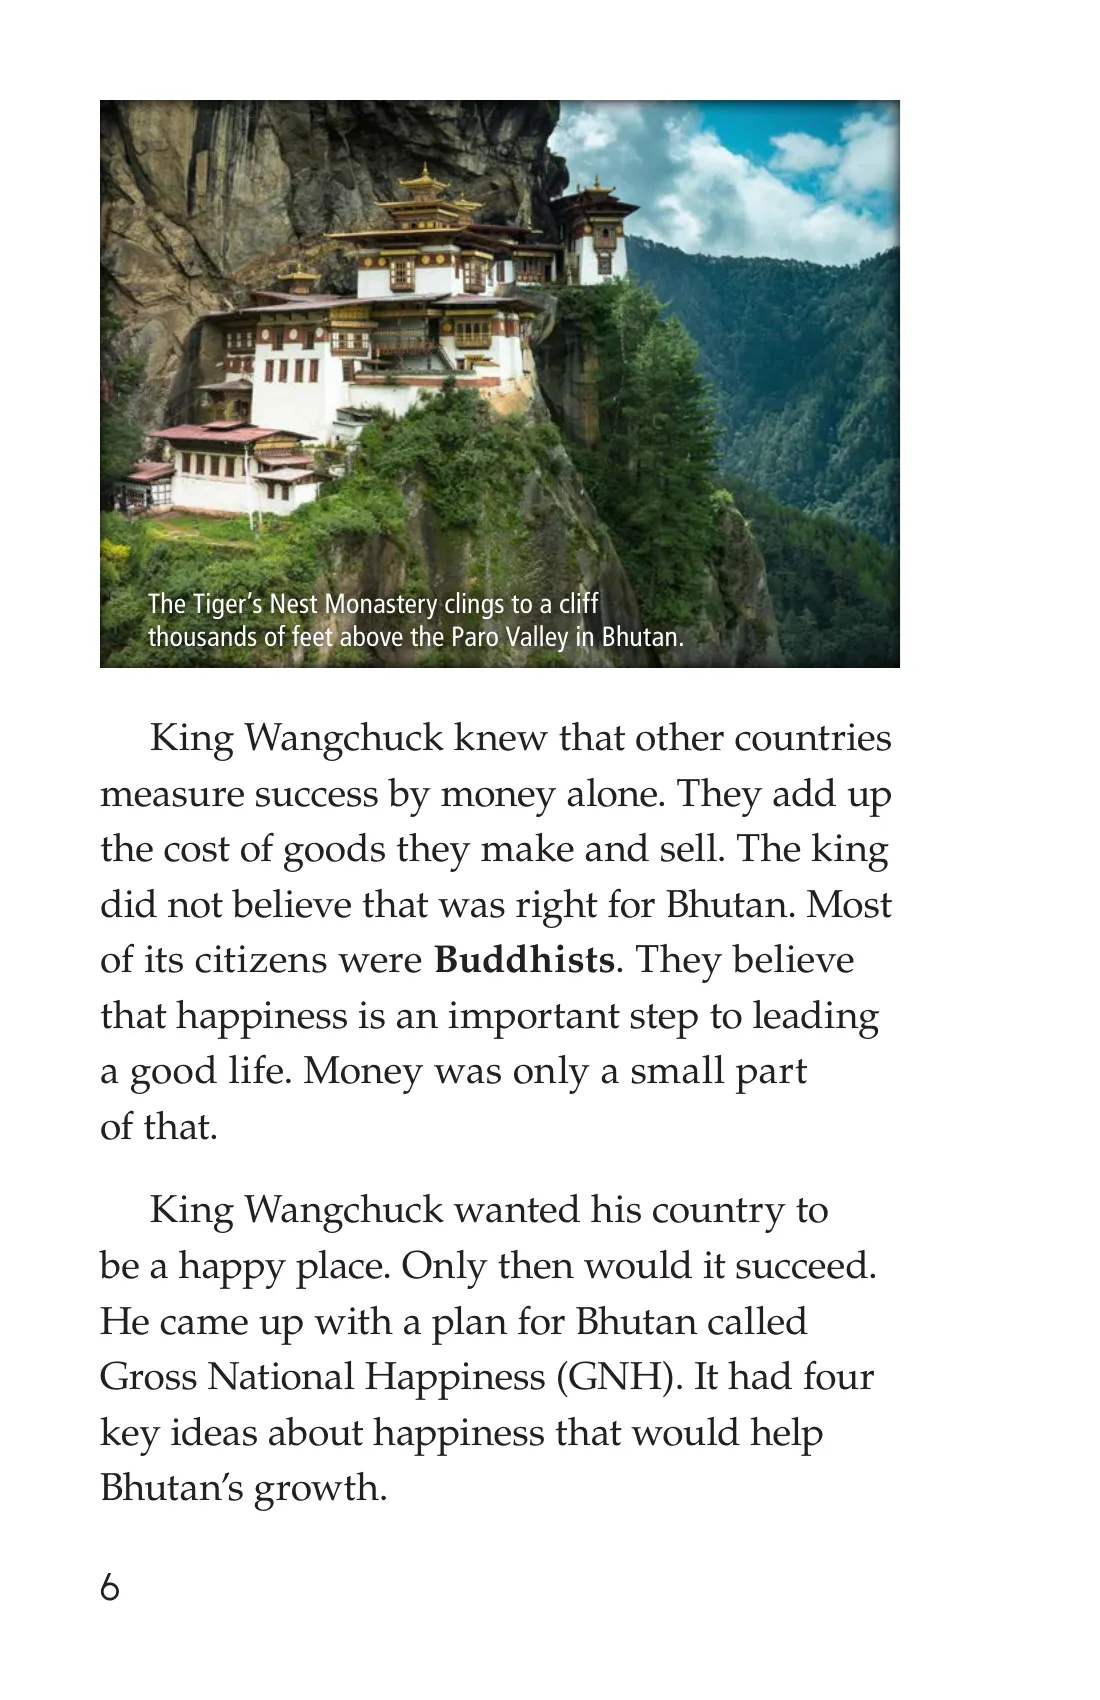 The Tiger's Nest Monastery clings to a cliff
thousands of feet above the Paro Valley in Bhutan.
King Wangchuck knew that other countries
measure success by money alone. They add up
the cost of goods they make and sell. The king
did not believe that was right for Bhutan. Most
of its citizens were Buddhists. They believe
that happiness is an important step to leading
a good life. Money was only a small part
of that.
King Wangchuck wanted his country to
be a happy place. Only then would it succeed.
He came up with a plan for Bhutan called
Gross National Happiness (GNH). It had four
key ideas about happiness that would help
Bhutan's growth.
6